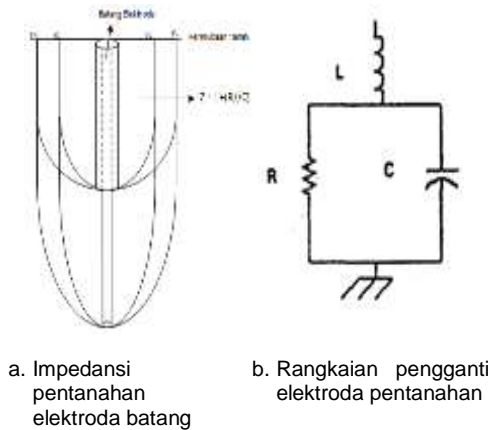 Batang Elektroda
L
R
C
a. Impedansi
pentanahan
elektroda batang
b. Rangkaian pengganti
elektroda pentanahan